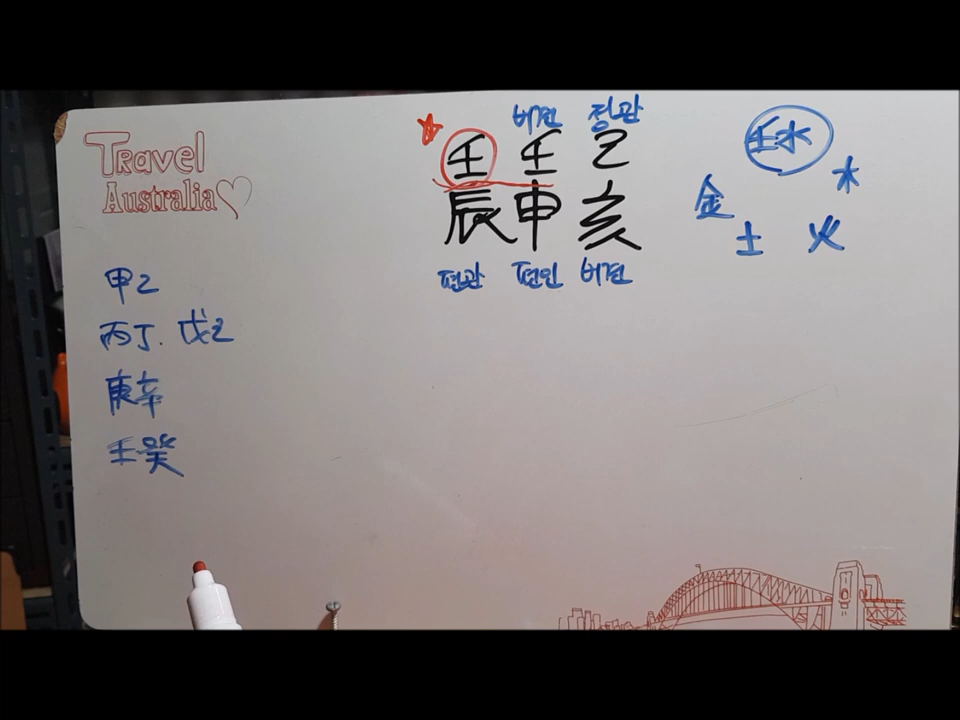 Travel
Australia
비견 정관
壬 壬 己
辰 申 亥
편관 편인 비견
壬水
金 木
土 火
甲乙
丙丁. 戊己
庚辛
壬癸